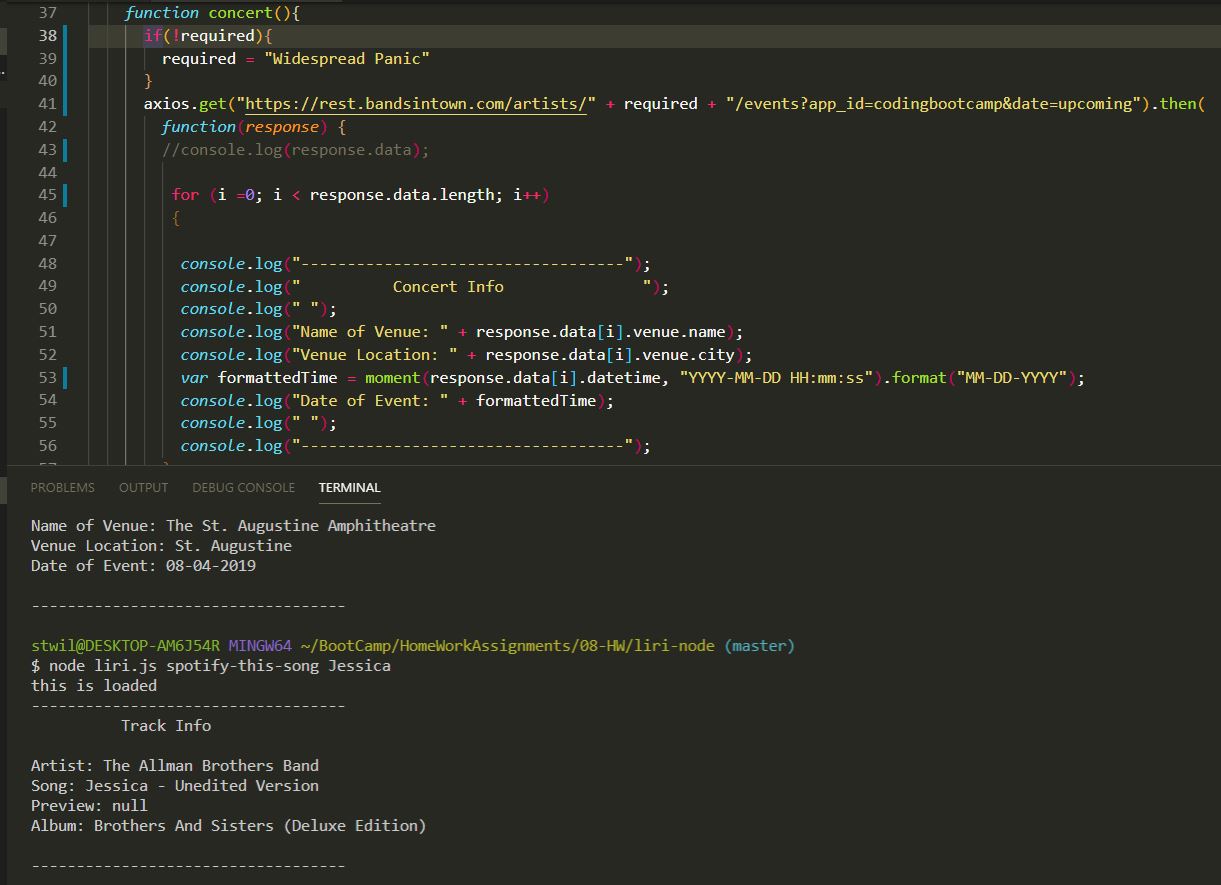 37 function concert(){
38 if(!required){
39 required = "Widespread Panic"
40 }
41 axios.get("https://rest.bandsintown.com/artists/" + required + "/events?app_id=codingbootcamp&date=upcoming").then(
42 function(response) {
43 //console.log(response.data);
44
45 for (i =0; i < response.data.length; i++)
46 {
47
48 console.log("-----------------------------------");
49 console.log("          Concert Info               ");
50 console.log(" ");
51 console.log("Name of Venue: " + response.data[i].venue.name);
52 console.log("Venue Location: " + response.data[i].venue.city);
53 var formattedTime = moment(response.data[i].datetime, "YYYY-MM-DD HH:mm:ss").format("MM-DD-YYYY");
54 console.log("Date of Event: " + formattedTime);
55 console.log(" ");
56 console.log("-----------------------------------");
PROBLEMS OUTPUT DEBUG CONSOLE TERMINAL
Name of Venue: The St. Augustine Amphitheatre
Venue Location: St. Augustine
Date of Event: 08-04-2019
-----------------------------------
stwil@DESKTOP-AM6J54R MINGW64 ~/BootCamp/HomeWorkAssignments/08-HW/liri-node (master)
$ node liri.js spotify-this-song Jessica
this is loaded
-----------------------------------
Track Info
Artist: The Allman Brothers Band
Song: Jessica - Unedited Version
Preview: null
Album: Brothers And Sisters (Deluxe Edition)
-----------------------------------